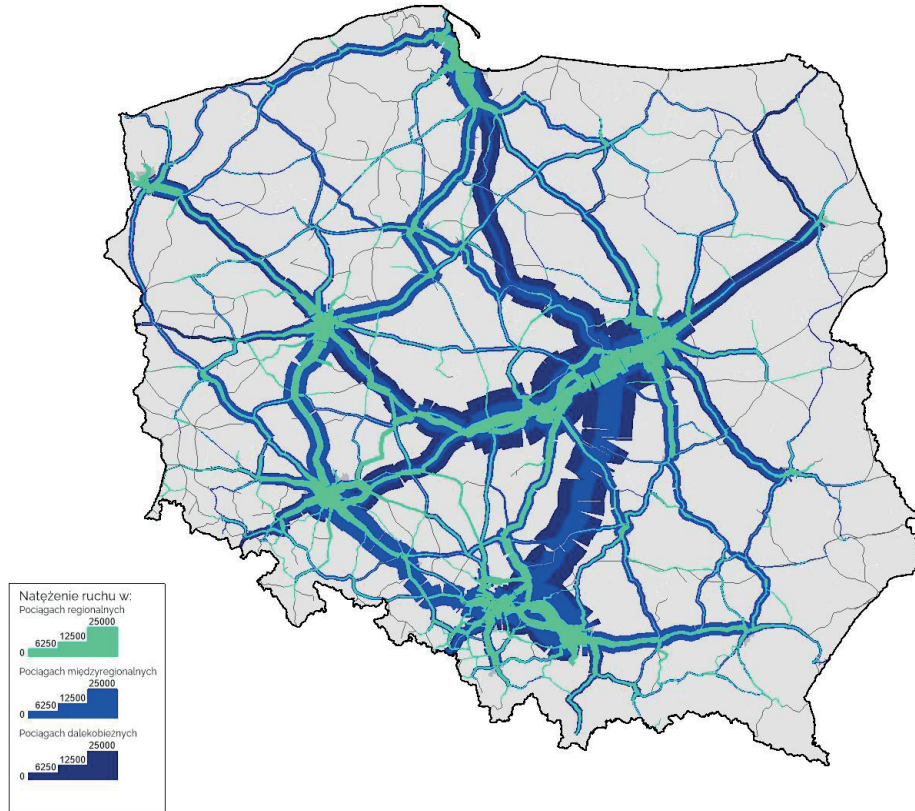 Natężenie ruchu w:
Pociągach regionalnych
0 6250 12500 25000
Pociągach międzyregionalnych
0 6250 12500 25000
Pociągach dalekobieżnych
0 6250 12500 25000